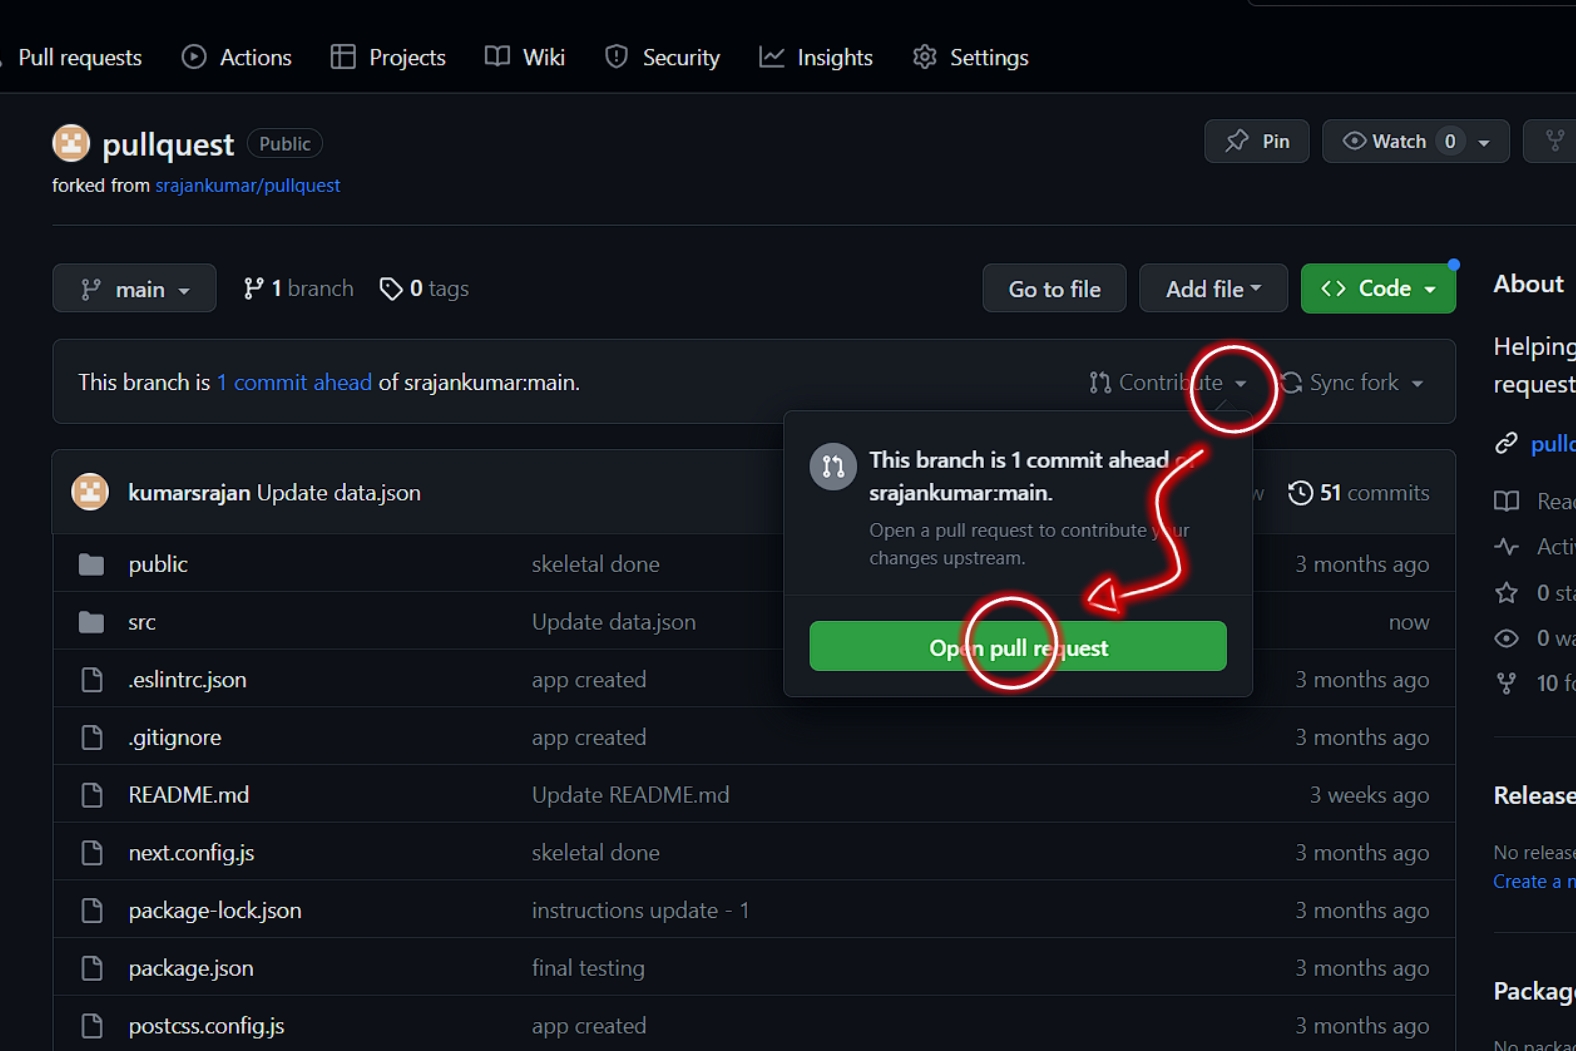 Pull requests Actions Projects Wiki Security Insights Settings
pullquest Public Pin Watch 0
forked from srajankumar/pullquest
main 1 branch 0 tags Go to file Add file Code
About
Helping
request
This branch is 1 commit ahead of srajankumar:main. Contribute Sync fork
This branch is 1 commit ahead of
srajankumar:main.
Open a pull request to contribute your
changes upstream.
Open pull request
kumarsrajan Update data.json 51 commits
public skeletal done 3 months ago
src Update data.json now
.eslintrc.json app created 3 months ago
.gitignore app created 3 months ago
README.md Update README.md 3 weeks ago
next.config.js skeletal done 3 months ago
package-lock.json instructions update - 1 3 months ago
package.json final testing 3 months ago
postcss.config.js app created 3 months ago
Rea
Acti
0 sta
0 wa
10 fo
Release
No release
Create a n
Packag
No packag